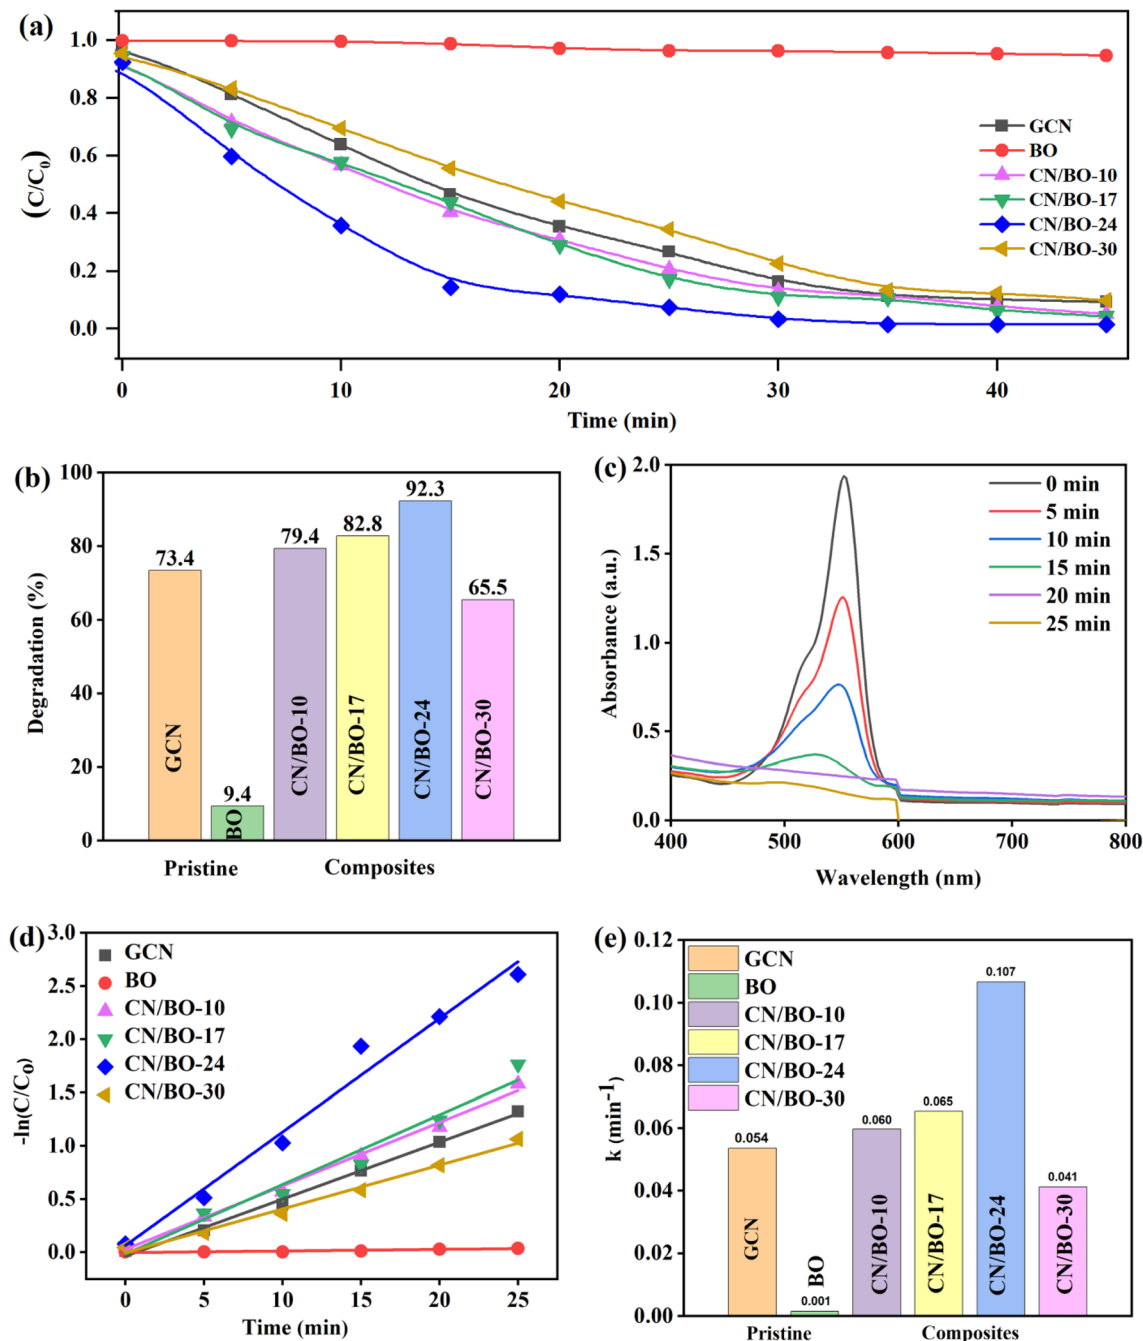 (a)
1.0
0.8
0.6
0.4
0.2
0.0
(C/C₀)
0
10
20
30
40
Time (min)
GCN
BO
CN/BO-10
CN/BO-17
CN/BO-24
CN/BO-30
(b)
100
80
60
40
20
0
Degradation (%)
73.4
9.4
79.4
82.8
92.3
65.5
GCN
BO
CN/BO-10
CN/BO-17
CN/BO-24
CN/BO-30
Pristine
Composites
(c)
2.0
1.5
1.0
0.5
0.0
Absorbance (a.u.)
0 min
5 min
10 min
15 min
20 min
25 min
400
500
600
700
800
Wavelength (nm)
(d)
3.0
2.5
2.0
1.5
1.0
0.5
0.0
-ln(C/C₀)
GCN
BO
CN/BO-10
CN/BO-17
CN/BO-24
CN/BO-30
0
5
10
15
20
25
Time (min)
(e)
0.12
0.10
0.08
0.06
0.04
0.02
0.00
k (min⁻¹)
GCN
BO
CN/BO-10
CN/BO-17
CN/BO-24
CN/BO-30
0.054
0.001
0.060
0.065
0.107
0.041
GCN
BO
CN/BO-10
CN/BO-17
CN/BO-24
CN/BO-30
Pristine
Composites